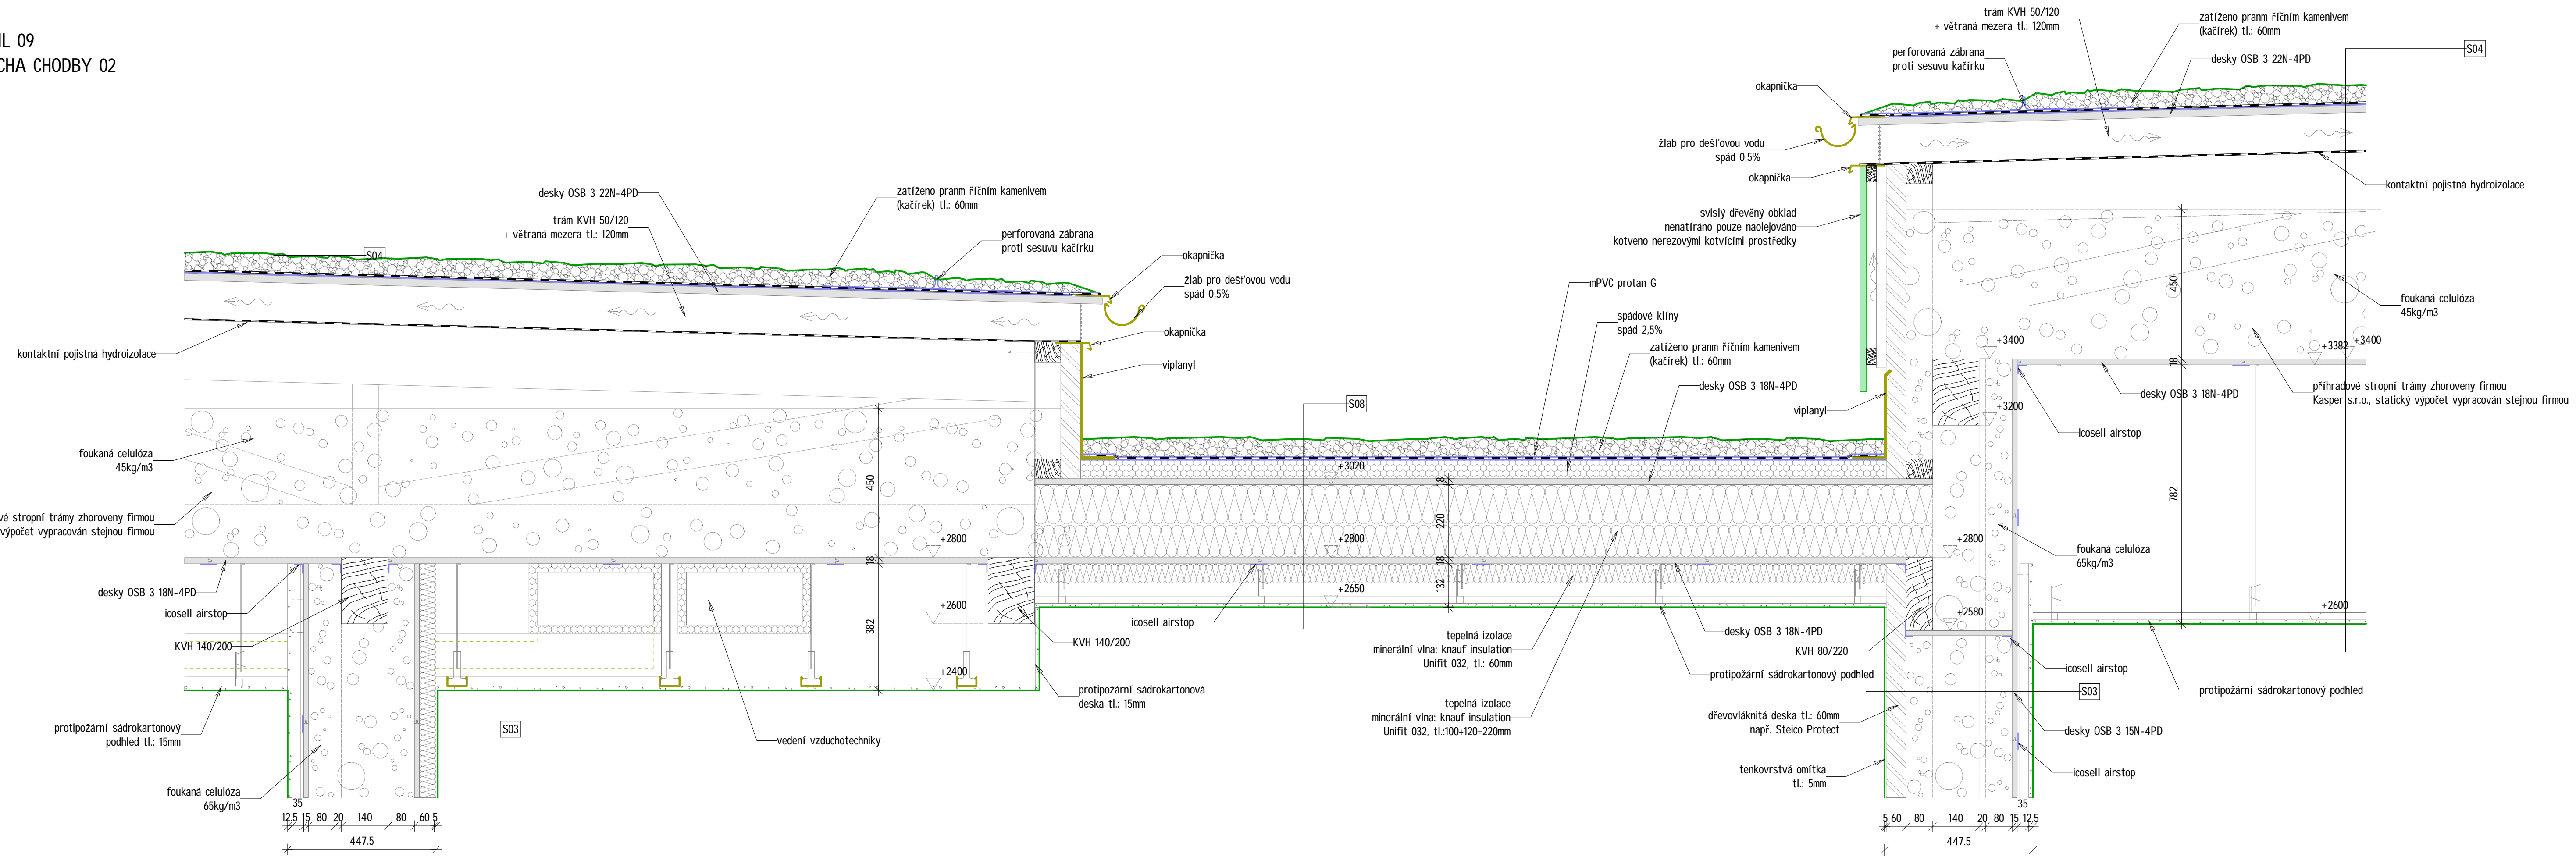 IL 09
CHA CHODBY 02
trám KVH 50/120
+ větraná mezera tl.: 120mm
zatíženo pranm říčním kamenivem
(kačírek) tl.: 60mm
S04
perforovaná zábrana
proti sesuvu kačírku
desky OSB 3 22N-4PD
okapnička
žlab pro dešťovou vodu
spád 0,5%
okapnička
kontaktní pojistná hydroizolace
svislý dřevěný obklad
nenatíráno pouze naolejováno
kotveno nerezovými kotvícími prostředky
desky OSB 3 22N-4PD
zatíženo pranm říčním kamenivem
(kačírek) tl.: 60mm
trám KVH 50/120
+ větraná mezera tl.: 120mm
perforovaná zábrana
proti sesuvu kačírku
S04
okapnička
žlab pro dešťovou vodu
spád 0,5%
mPVC protan G
450
foukaná celulóza
45kg/m3
spádové klíny
spád 2,5%
okapnička
kontaktní pojistná hydroizolace
zatíženo pranm říčním kamenivem
(kačírek) tl.: 60mm
viplanyl
+3400
+3382
+3400
18
desky OSB 3 18N-4PD
desky OSB 3 18N-4PD
příhradové stropní trámy zhoroveny firmou
Kasper s.r.o., statický výpočet vypracován stejnou firmou
S08
viplanyl
+3200
icosell airstop
foukaná celulóza
45kg/m3
450
+3020
18
220
782
vé stropní trámy zhoroveny firmou
výpočet vypracován stejnou firmou
+2800
+2800
+2800
foukaná celulóza
65kg/m3
18
18
desky OSB 3 18N-4PD
132
+2650
+2600
+2580
+2600
icosell airstop
icosell airstop
382
KVH 140/200
KVH 140/200
tepelná izolace
minerální vlna: knauf insulation
Unifit 032, tl.: 60mm
desky OSB 3 18N-4PD
KVH 80/220
+2400
icosell airstop
protipožární sádrokartonový podhled
protipožární sádrokartonová
deska tl.: 15mm
S03
protipožární sádrokartonový podhled
tepelná izolace
minerální vlna: knauf insulation
Unifit 032, tl.:100+120=220mm
dřevovláknitá deska tl.: 60mm
např. Steico Protect
protipožární sádrokartonový
podhled tl.: 15mm
S03
vedení vzduchotechniky
desky OSB 3 15N-4PD
tenkovrstvá omítka
tl.: 5mm
icosell airstop
foukaná celulóza
65kg/m3
35
12,5 15 80 20 140 80 60 5
447.5
35
5 60 80 140 20 80 15 12,5
447.5